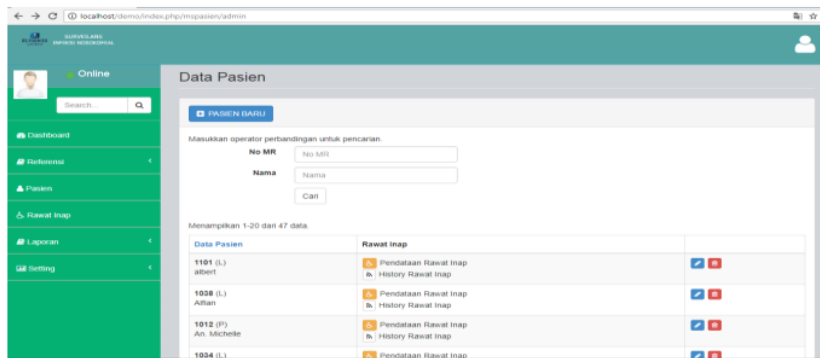 localhost/demo/index.php/mspasien/admin
SURVEILANS
INFEKSI NOSOKOMIAL
Online
Search...
Dashboard
Referensi
Pasien
Rawat Inap
Laporan
Setting
Data Pasien
PASIEN BARU
Masukkan operator perbandingan untuk pencarian.
No MR
No MR
Nama
Nama
Cari
Menampilkan 1-20 dari 47 data.
Data Pasien Rawat Inap
1101 (L) Pendataan Rawat Inap
albert History Rawat Inap
1038 (L) Pendataan Rawat Inap
History Rawat Inap
1012 (P) Pendataan Rawat Inap
An. Michelle History Rawat Inap
1034 (L) Pendataan Rawat Inap